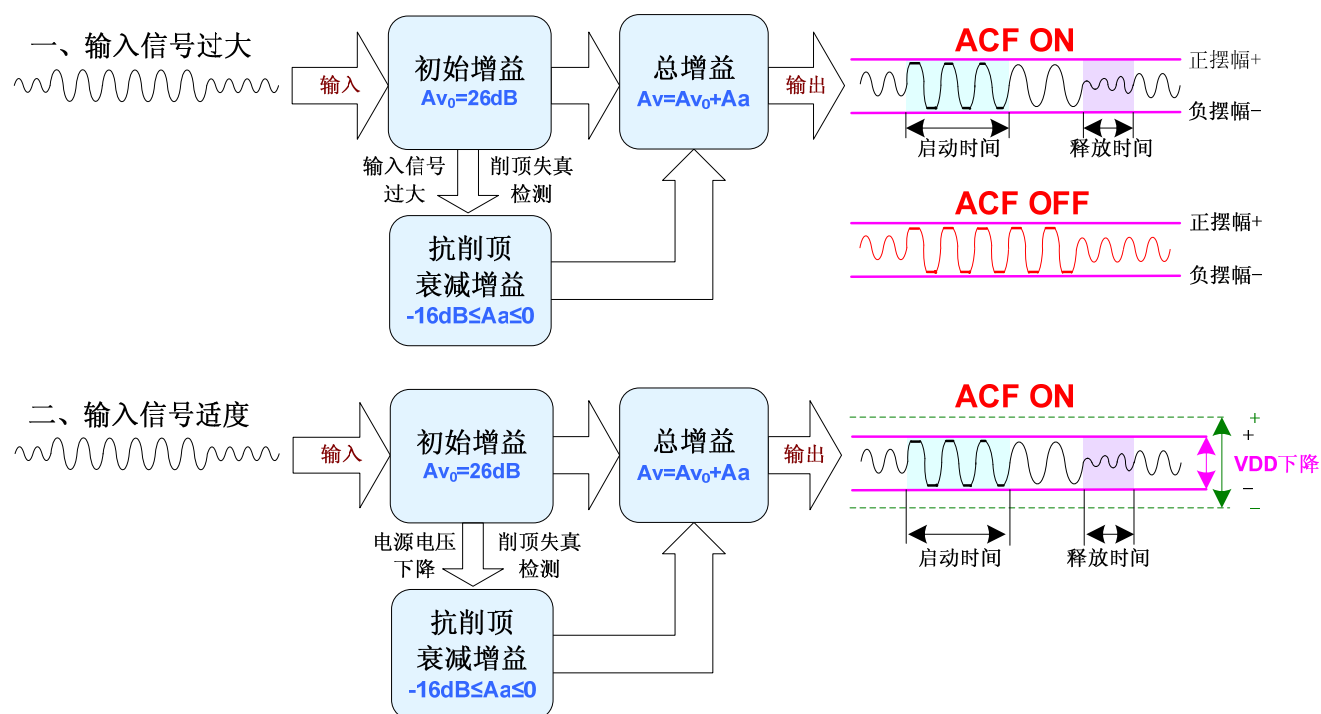 一、输入信号过大
输入
初始增益
Av₀=26dB
总增益
Av=Av₀+Aa
输出
ACF ON
正摆幅+
负摆幅−
启动时间
释放时间
输入信号
过大
削顶失真
检测
抗削顶
衰减增益
-16dB≤Aa≤0
ACF OFF
正摆幅+
负摆幅−
二、输入信号适度
输入
初始增益
Av₀=26dB
总增益
Av=Av₀+Aa
输出
ACF ON
+
+
VDD下降
−
−
启动时间
释放时间
电源电压
下降
削顶失真
检测
抗削顶
衰减增益
-16dB≤Aa≤0